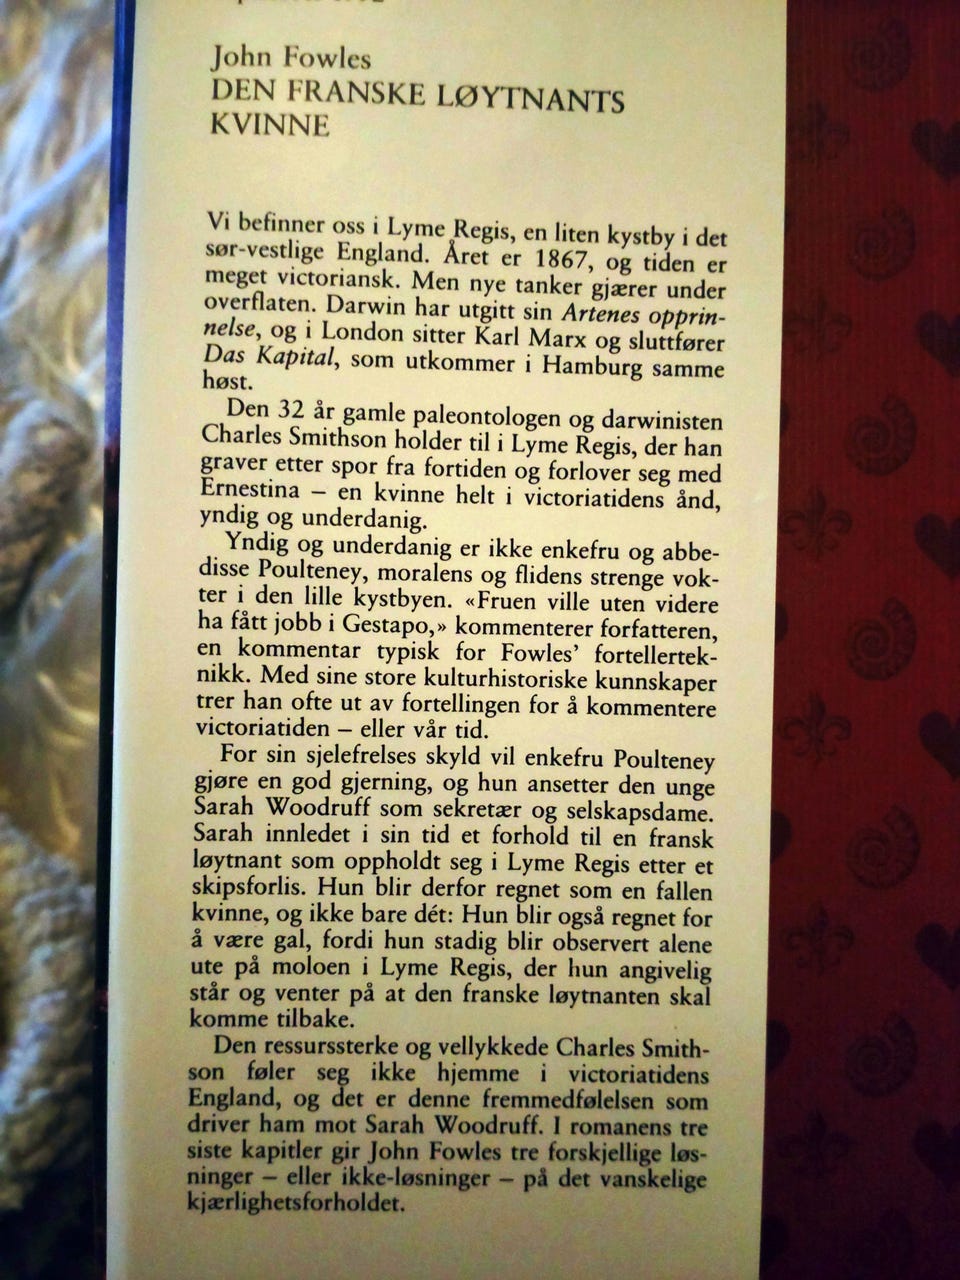 John Fowles
DEN FRANSKE LØYTNANTS
KVINNE
Vi befinner oss i Lyme Regis, en liten kystby i det
sør-vestlige England. Året er 1867, og tiden er
meget victoriansk. Men nye tanker gjærer under
overflaten. Darwin har utgitt sin Artenes opprin-
nelse, og i London sitter Karl Marx og sluttfører
Das Kapital, som utkommer i Hamburg samme
høst.
Den 32 år gamle paleontologen og darwinisten
Charles Smithson holder til i Lyme Regis, der han
graver etter spor fra fortiden og forlover seg med
Ernestina – en kvinne helt i victoriatidens ånd,
yndig og underdanig.
Yndig og underdanig er ikke enkefru og abbe-
disse Poulteney, moralens og flidens strenge vok-
ter i den lille kystbyen. «Fruen ville uten videre
ha fått jobb i Gestapo,» kommenterer forfatteren,
en kommentar typisk for Fowles’ fortellertek-
nikk. Med sine store kulturhistoriske kunnskaper
trer han ofte ut av fortellingen for å kommentere
victoriatiden – eller vår tid.
For sin sjelefrelses skyld vil enkefru Poulteney
gjøre en god gjerning, og hun ansetter den unge
Sarah Woodruff som sekretær og selskapsdame.
Sarah innledet i sin tid et forhold til en fransk
løytnant som oppholdt seg i Lyme Regis etter et
skipsforlis. Hun blir derfor regnet som en fallen
kvinne, og ikke bare dét: Hun blir også regnet for
å være gal, fordi hun stadig blir observert alene
ute på moloen i Lyme Regis, der hun angivelig
står og venter på at den franske løytnanten skal
komme tilbake.
Den ressurssterke og vellykkede Charles Smith-
son føler seg ikke hjemme i victoriatidens
England, og det er denne fremmedfølelsen som
driver ham mot Sarah Woodruff. I romanens tre
siste kapitler gir John Fowles tre forskjellige løs-
ninger – eller ikke-løsninger – på det vanskelige
kjærlighetsforholdet.